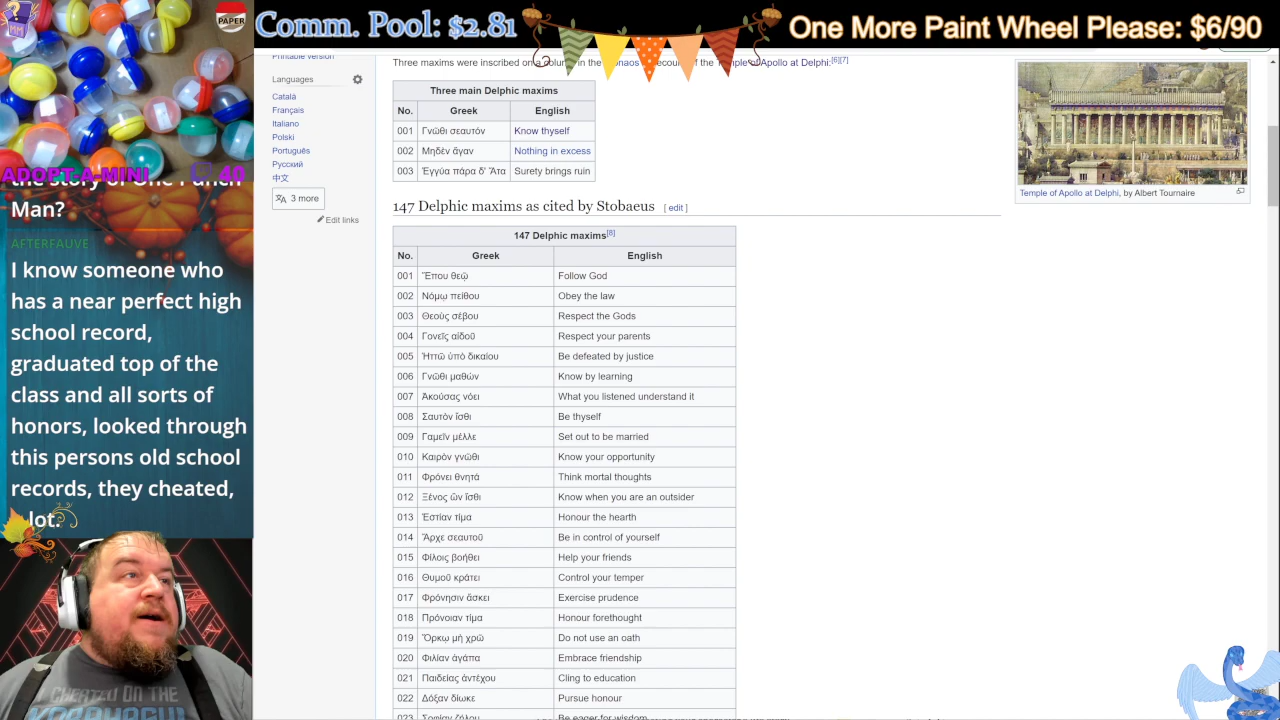 Comm. Pool: $2.81
One More Paint Wheel Please: $6/90
PAPER
MM
ADOPT-A-MINI 40
the story of One Punch
Man?
AFTERFAUVE
I know someone who
has a near perfect high
school record,
graduated top of the
class and all sorts of
honors, looked through
this persons old school
records, they cheated,
lot.
I CHEATED ON THE
Printable version
Languages
Català
Français
Italiano
Polski
Português
Русский
中文
3 more
Edit links
Three maxims were inscribed on a column in the of the Temple of Apollo at Delphi:[6][7]
Three main Delphic maxims
No. Greek English
001 Γνῶθι σεαυτόν Know thyself
002 Μηδὲν ἄγαν Nothing in excess
003 Ἐγγύα πάρα δ' Ἄτα Surety brings ruin
147 Delphic maxims as cited by Stobaeus [ edit ]
147 Delphic maxims[8]
No. Greek English
001 Ἕπου θεῷ Follow God
002 Νόμῳ πείθου Obey the law
003 Θεοὺς σέβου Respect the Gods
004 Γονεῖς αἰδοῦ Respect your parents
005 Ἡττῶ ὑπὸ δικαίου Be defeated by justice
006 Γνῶθι μαθών Know by learning
007 Ἀκούσας νόει What you listened understand it
008 Σαυτὸν ἴσθι Be thyself
009 Γαμεῖν μέλλε Set out to be married
010 Καιρὸν γνῶθι Know your opportunity
011 Φρόνει θνητά Think mortal thoughts
012 Ξένος ὢν ἴσθι Know when you are an outsider
013 Ἑστίαν τίμα Honour the hearth
014 Ἄρχε σεαυτοῦ Be in control of yourself
015 Φίλοις βοήθει Help your friends
016 Θυμοῦ κράτει Control your temper
017 Φρόνησιν ἄσκει Exercise prudence
018 Πρόνοιαν τίμα Honour forethought
019 Ὅρκῳ μὴ χρῶ Do not use an oath
020 Φιλίαν ἀγάπα Embrace friendship
021 Παιδείας ἀντέχου Cling to education
022 Δόξαν δίωκε Pursue honour
023 Σοφίαν ζήλου Be eager for wisdom
Temple of Apollo at Delphi, by Albert Tournaire